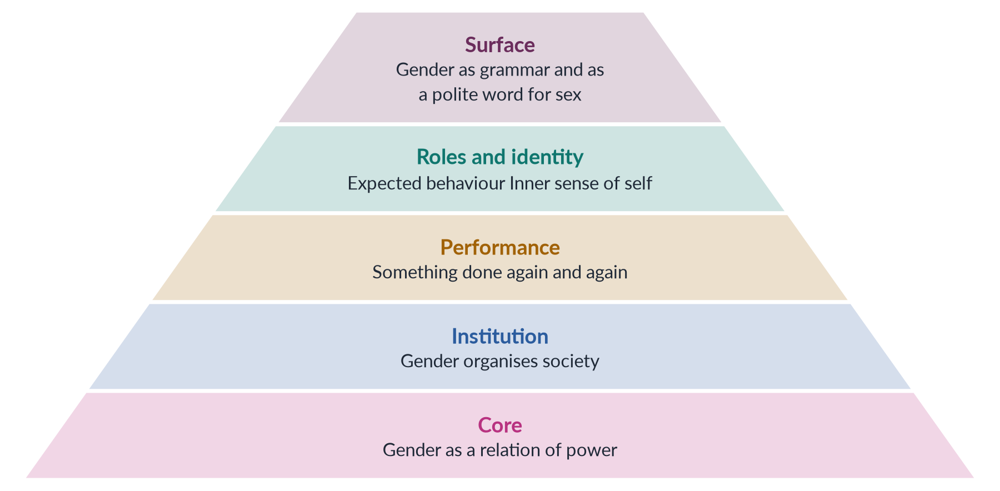 Surface
Gender as grammar and as
a polite word for sex
Roles and identity
Expected behaviour Inner sense of self
Performance
Something done again and again
Institution
Gender organises society
Core
Gender as a relation of power